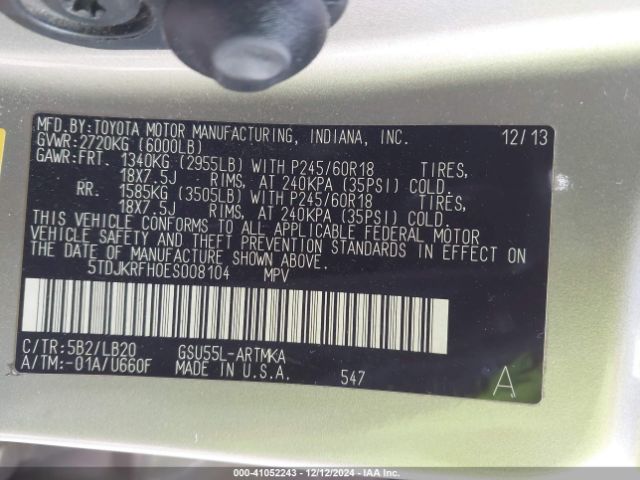 MFD.BY:TOYOTA MOTOR MANUFACTURING, INDIANA, INC. 12/13
GVWR:2720KG (6000LB)
GAWR:FRT. 1340KG (2955LB) WITH P245/60R18 TIRES,
18X7.5J RIMS, AT 240KPA (35PSI) COLD.
RR. 1585KG (3505LB) WITH P245/60R18 TIRES,
18X7.5J RIMS, AT 240KPA (35PSI) COLD.
THIS VEHICLE CONFORMS TO ALL APPLICABLE FEDERAL MOTOR
VEHICLE SAFETY AND THEFT PREVENTION STANDARDS IN EFFECT ON
THE DATE OF MANUFACTURE SHOWN ABOVE.
5TDJKRFH0ES008104 MPV
C/TR:5B2/LB20 GSU55L-ARTMKA
A/TM:-01A/U660F MADE IN U.S.A. 547 A
000-41052243 - 12/12/2024 - IAA Inc.